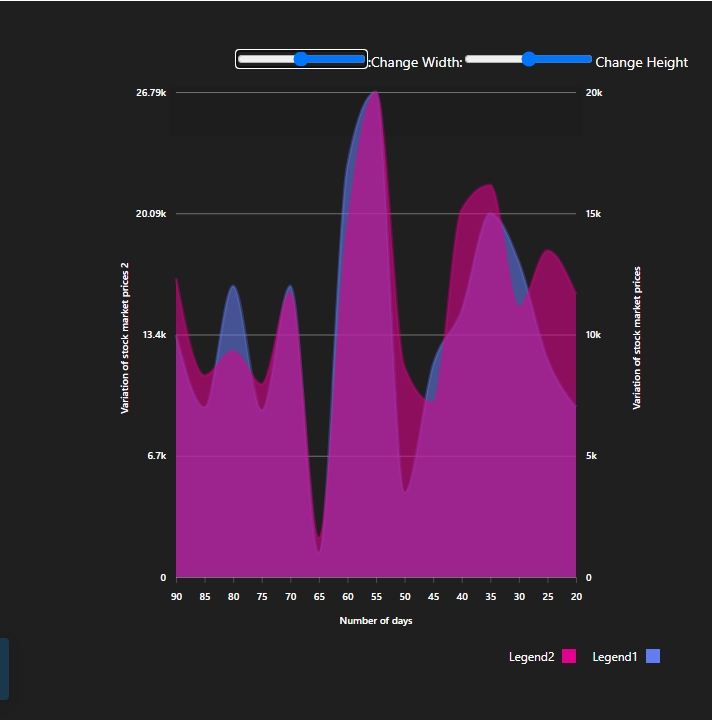 :Change Width: Change Height
26.79k
20.09k
13.4k
6.7k
0
Variation of stock market prices 2
20k
15k
10k
5k
0
Variation of stock market prices
90 85 80 75 70 65 60 55 50 45 40 35 30 25 20
Number of days
Legend2 Legend1